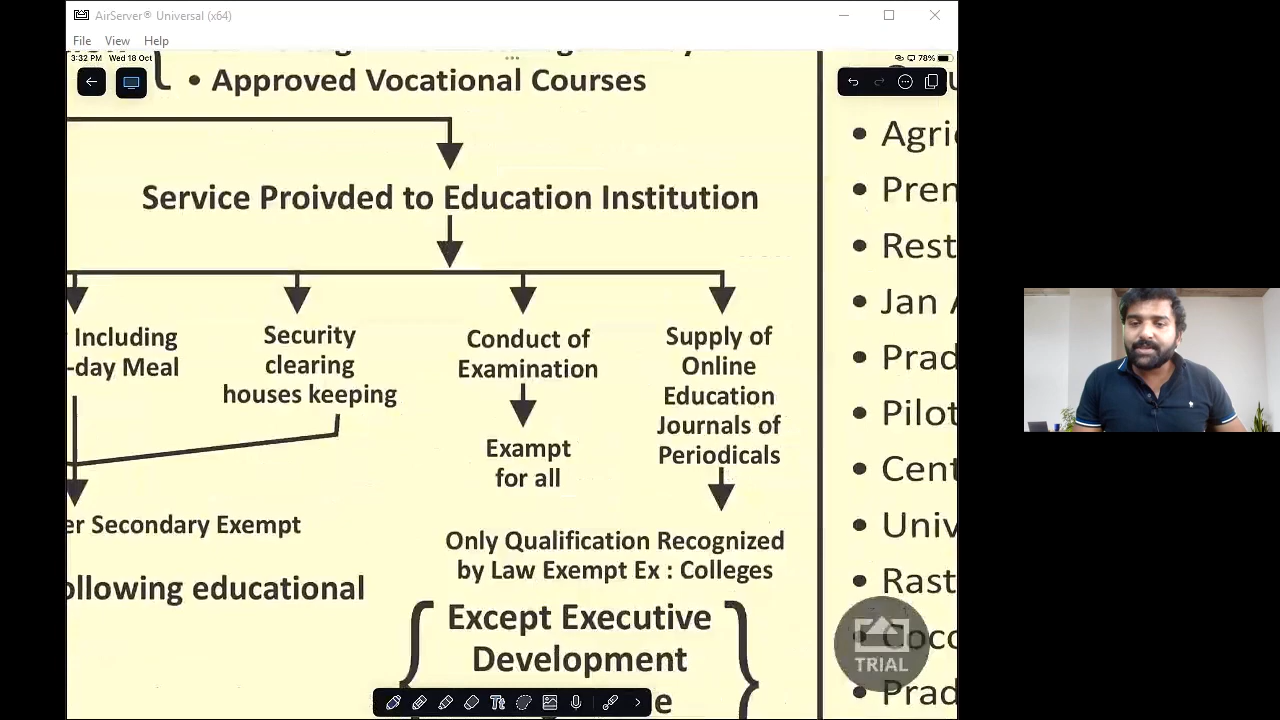 AirServer® Universal (x64)
File View Help
3:32 PM Wed 18 Oct
78%
• Approved Vocational Courses
Service Proivded to Education Institution
Including
-day Meal
Security
clearing
houses keeping
Conduct of
Examination
Exampt
for all
Supply of
Online
Education
Journals of
Periodicals
er Secondary Exempt
Only Qualification Recognized
by Law Exempt Ex : Colleges
ollowing educational
Except Executive
Development
• Agri
• Pren
• Rest
• Jan A
• Prad
• Pilot
• Cent
• Univ
• Rast
• Coco
• Prad
Tt
TRIAL